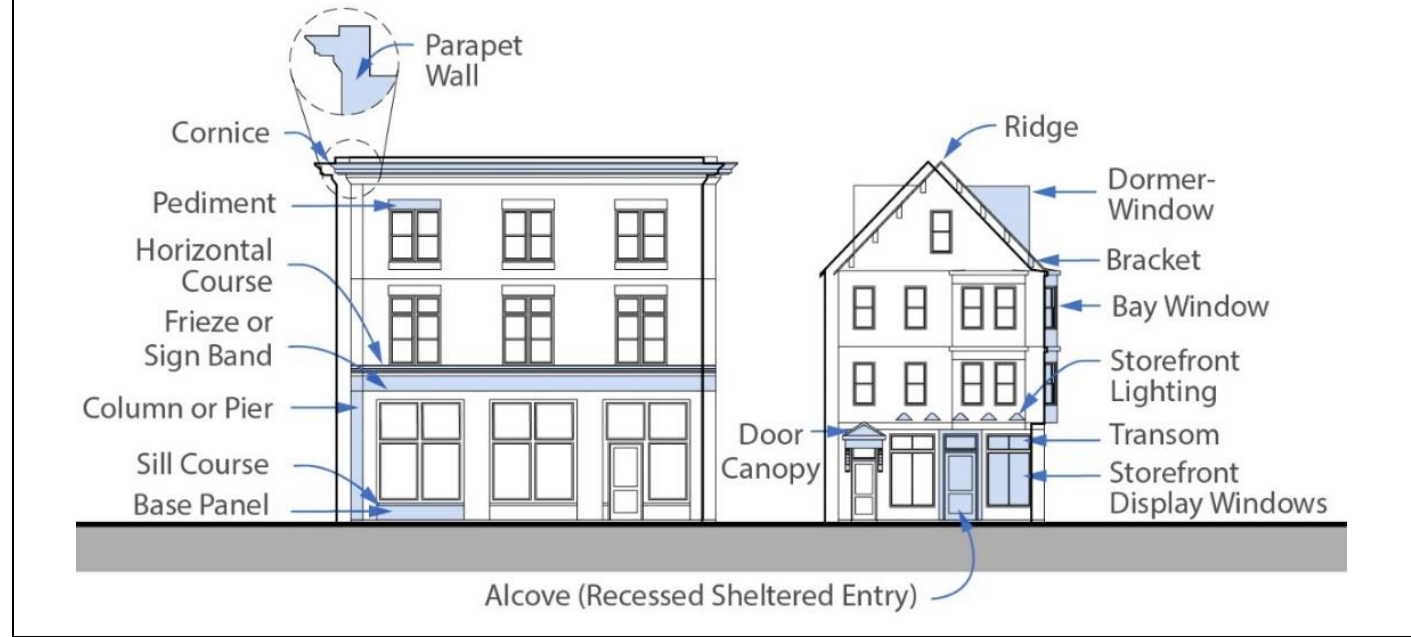 Parapet
Wall
Cornice
Pediment
Horizontal
Course
Frieze or
Sign Band
Column or Pier
Sill Course
Base Panel
Ridge
Dormer-
Window
Bracket
Bay Window
Storefront
Lighting
Door
Canopy
Transom
Storefront
Display Windows
Alcove (Recessed Sheltered Entry)